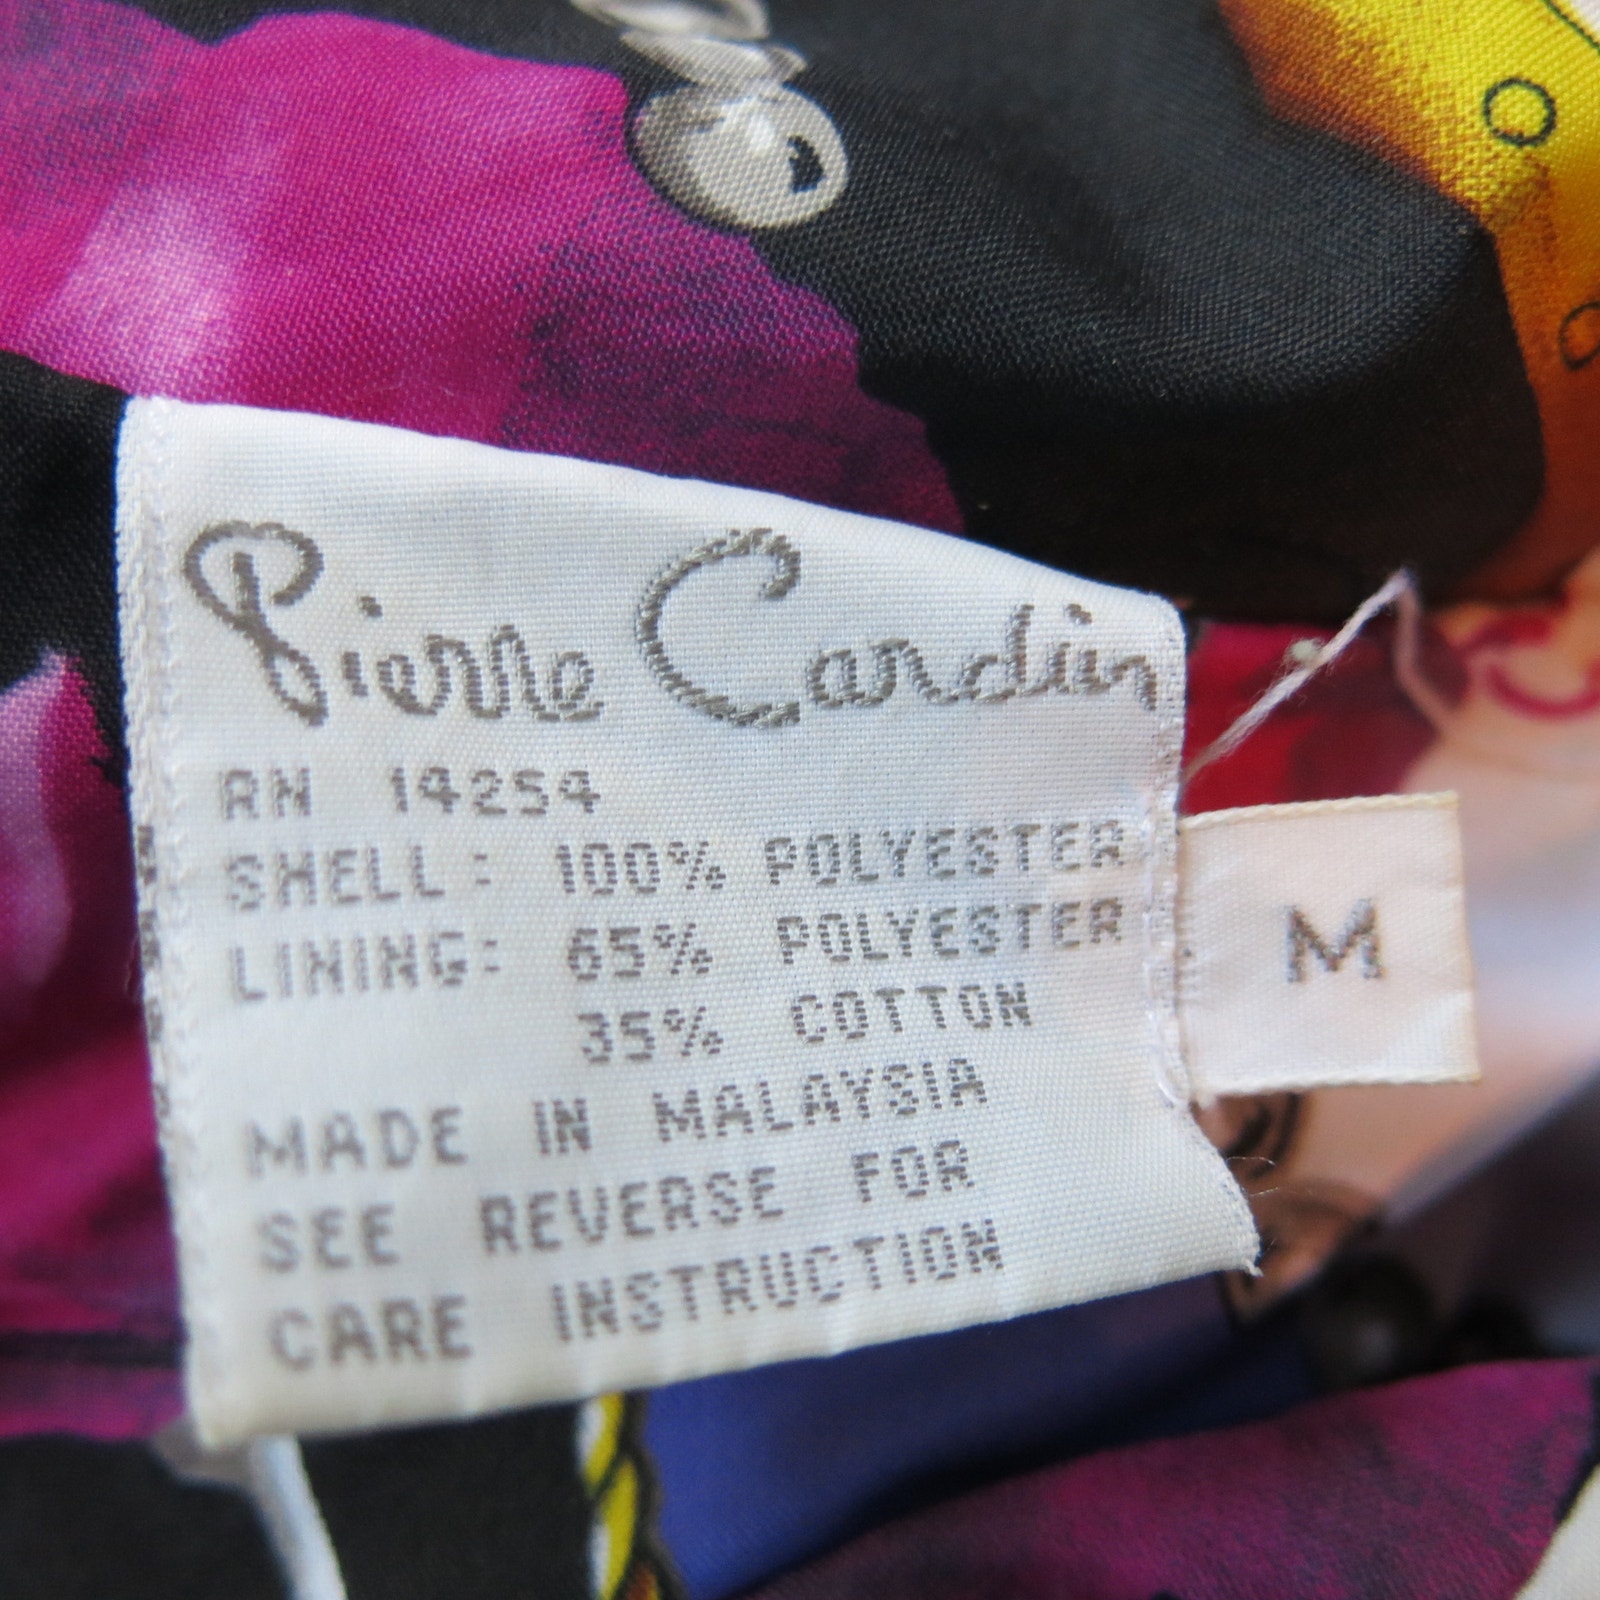 Pierre Cardin
RN 14254
SHELL: 100% POLYESTER
LINING: 65% POLYESTER
35% COTTON
MADE IN MALAYSIA
SEE REVERSE FOR
CARE INSTRUCTION
M